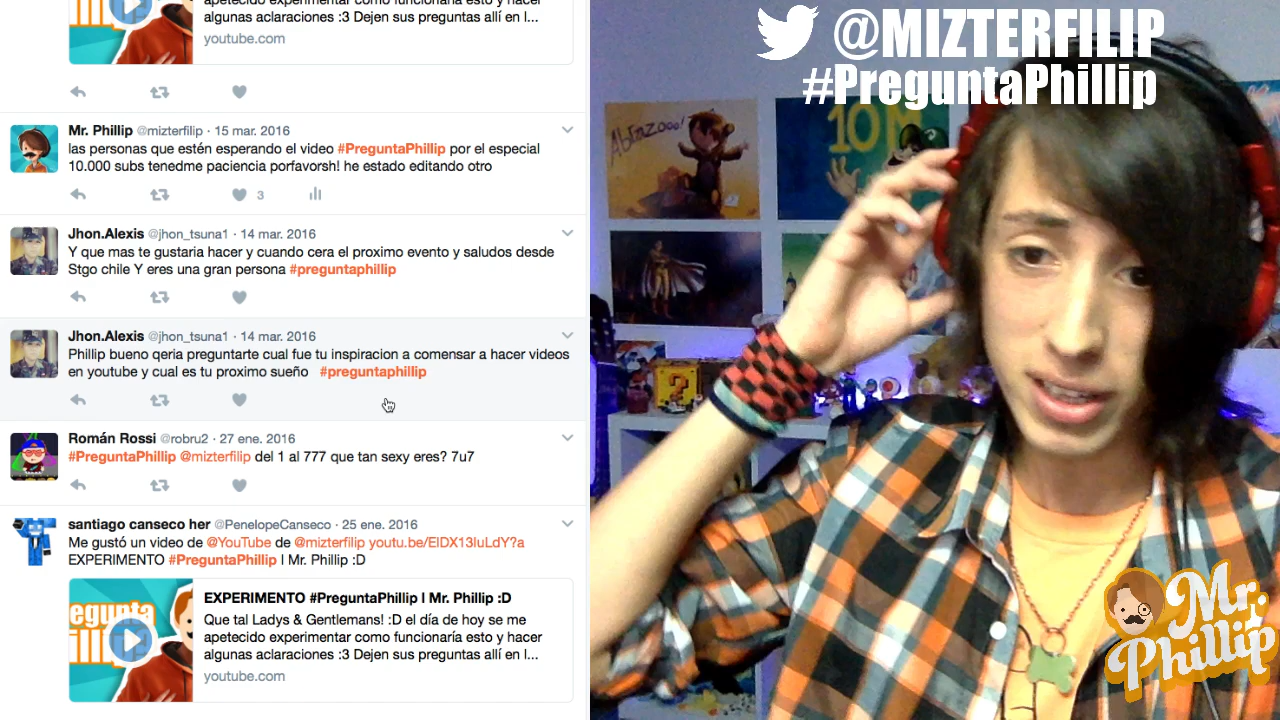 apetecido experimentar como funcionaría esto y hacer
algunas aclaraciones :3 Dejen sus preguntas allí en l...
youtube.com
Mr. Phillip @mizterfilip · 15 mar. 2016
las personas que estén esperando el video #PreguntaPhillip por el especial
10.000 subs tenedme paciencia porfavorsh! he estado editando otro
3
Jhon.Alexis @jhon_tsuna1 · 14 mar. 2016
Y que mas te gustaria hacer y cuando cera el proximo evento y saludos desde
Stgo chile Y eres una gran persona #preguntaphillip
Jhon.Alexis @jhon_tsuna1 · 14 mar. 2016
Phillip bueno qeria preguntarte cual fue tu inspiracion a comensar a hacer videos
en youtube y cual es tu proximo sueño #preguntaphillip
Román Rossi @robru2 · 27 ene. 2016
#PreguntaPhillip @mizterfilip del 1 al 777 que tan sexy eres? 7u7
santiago canseco her @PenelopeCanseco · 25 ene. 2016
Me gustó un video de @YouTube de @mizterfilip youtu.be/EIDX13luLdY?a
EXPERIMENTO #PreguntaPhillip l Mr. Phillip :D
egunta
EXPERIMENTO #PreguntaPhillip l Mr. Phillip :D
Que tal Ladys & Gentlemans! :D el día de hoy se me
apetecido experimentar como funcionaría esto y hacer
algunas aclaraciones :3 Dejen sus preguntas allí en l...
youtube.com
@MIZTERFILIP
#PreguntaPhillip
Abrazooo!
10M
?
Mr.
Phillip